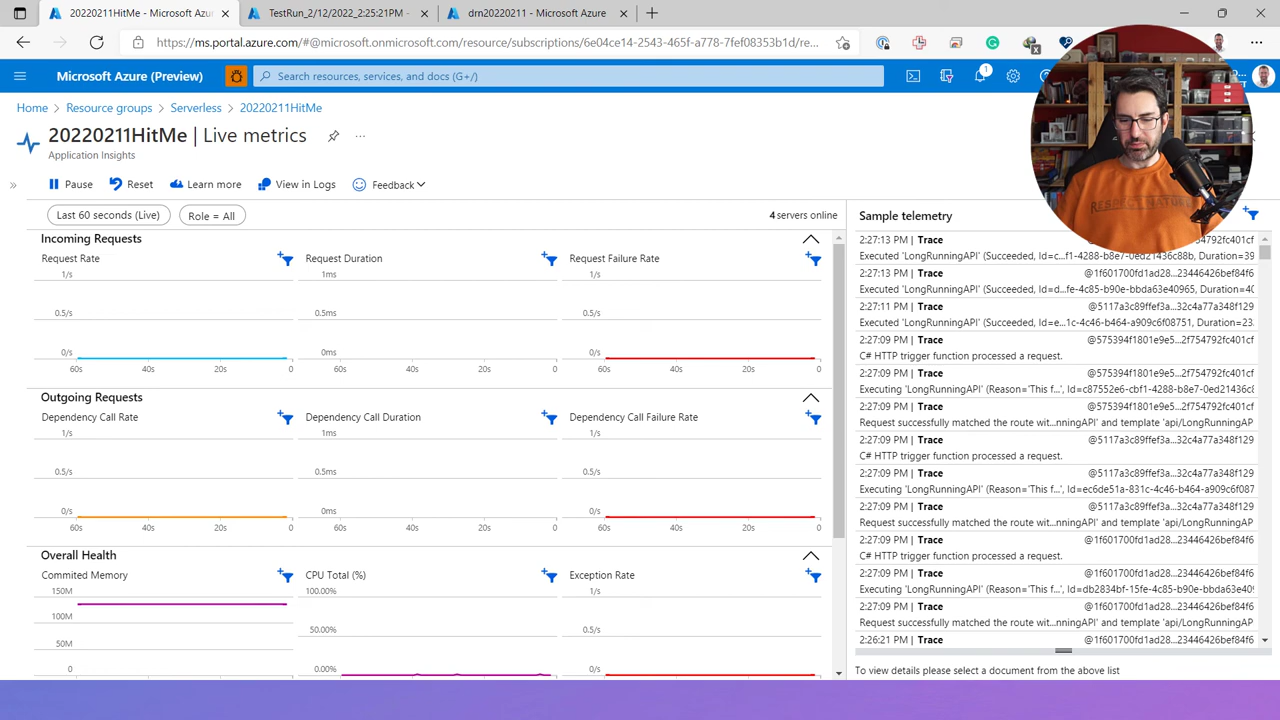 20220211HitMe - Microsoft Azure
TestRun_2/12/2022_2:25:21PM -
drn20220211 - Microsoft Azure
https://ms.portal.azure.com/#@microsoft.onmicrosoft.com/resource/subscriptions/6e04ce14-2543-465f-a778-7fef08353b1d/re...
Microsoft Azure (Preview)
Search resources, services, and docs (G+/)
1
Home
Resource groups
Serverless
20220211HitMe
20220211HitMe | Live metrics
Application Insights
Pause
Reset
Learn more
View in Logs
Feedback
Last 60 seconds (Live)
Role = All
4 servers online
Incoming Requests
Request Rate
Request Duration
Request Failure Rate
1/s
1ms
1/s
0.5/s
0.5ms
0.5/s
0/s
0ms
0/s
60s 40s 20s 0
60s 40s 20s 0
60s 40s 20s 0
Outgoing Requests
Dependency Call Rate
Dependency Call Duration
Dependency Call Failure Rate
1/s
1ms
1/s
0.5/s
0.5ms
0.5/s
0/s
0ms
0/s
60s 40s 20s 0
60s 40s 20s 0
60s 40s 20s 0
Overall Health
Commited Memory
CPU Total (%)
Exception Rate
150M
100.00%
1/s
100M
50M
50.00%
0.5/s
0
0.00%
0/s
Sample telemetry
2:27:13 PM | Trace
...54792fc401cf
Executed 'LongRunningAPI' (Succeeded, Id=c...f1-4288-b8e7-0ed21436c88b, Duration=39
2:27:13 PM | Trace @1f601700fd1ad28...23446426bef84f6
Executed 'LongRunningAPI' (Succeeded, Id=d...fe-4c85-b90e-bbda63e40965, Duration=40
2:27:11 PM | Trace @5117a3c89ffef3a...32c4a77a348f129
Executed 'LongRunningAPI' (Succeeded, Id=e...1c-4c46-b464-a909c6f08751, Duration=23
2:27:09 PM | Trace @575394f1801e9e5...2f754792fc401cf
C# HTTP trigger function processed a request.
2:27:09 PM | Trace @575394f1801e9e5...2f754792fc401cf
Executing 'LongRunningAPI' (Reason='This f...', Id=c87552e6-cbf1-4288-b8e7-0ed21436c8
2:27:09 PM | Trace @575394f1801e9e5...2f754792fc401cf
Request successfully matched the route wit...nningAPI' and template 'api/LongRunningAP
2:27:09 PM | Trace @5117a3c89ffef3a...32c4a77a348f129
C# HTTP trigger function processed a request.
2:27:09 PM | Trace @5117a3c89ffef3a...32c4a77a348f129
Executing 'LongRunningAPI' (Reason='This f...', Id=ec6de51a-831c-4c46-b464-a909c6f087
2:27:09 PM | Trace @5117a3c89ffef3a...32c4a77a348f129
Request successfully matched the route wit...nningAPI' and template 'api/LongRunningAP
2:27:09 PM | Trace @1f601700fd1ad28...23446426bef84f6
C# HTTP trigger function processed a request.
2:27:09 PM | Trace @1f601700fd1ad28...23446426bef84f6
Executing 'LongRunningAPI' (Reason='This f...', Id=db2834bf-15fe-4c85-b90e-bbda63e409
2:27:09 PM | Trace @1f601700fd1ad28...23446426bef84f6
Request successfully matched the route wit...nningAPI' and template 'api/LongRunningAP
2:26:21 PM | Trace @1f601700fd1ad28...23446426bef84f6
To view details please select a document from the above list
RESPECT NATURE